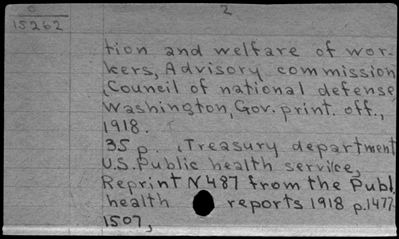 C
15262
2
tion and welfare of wor-
kers, Advisory commission
Council of national defense
Washington, Gov. print. off.,
1918.
35 p. (Treasury department
U.S. Public health service,
Reprint N 487 from the Publ.
health reports 1918 p. 1477
1507,